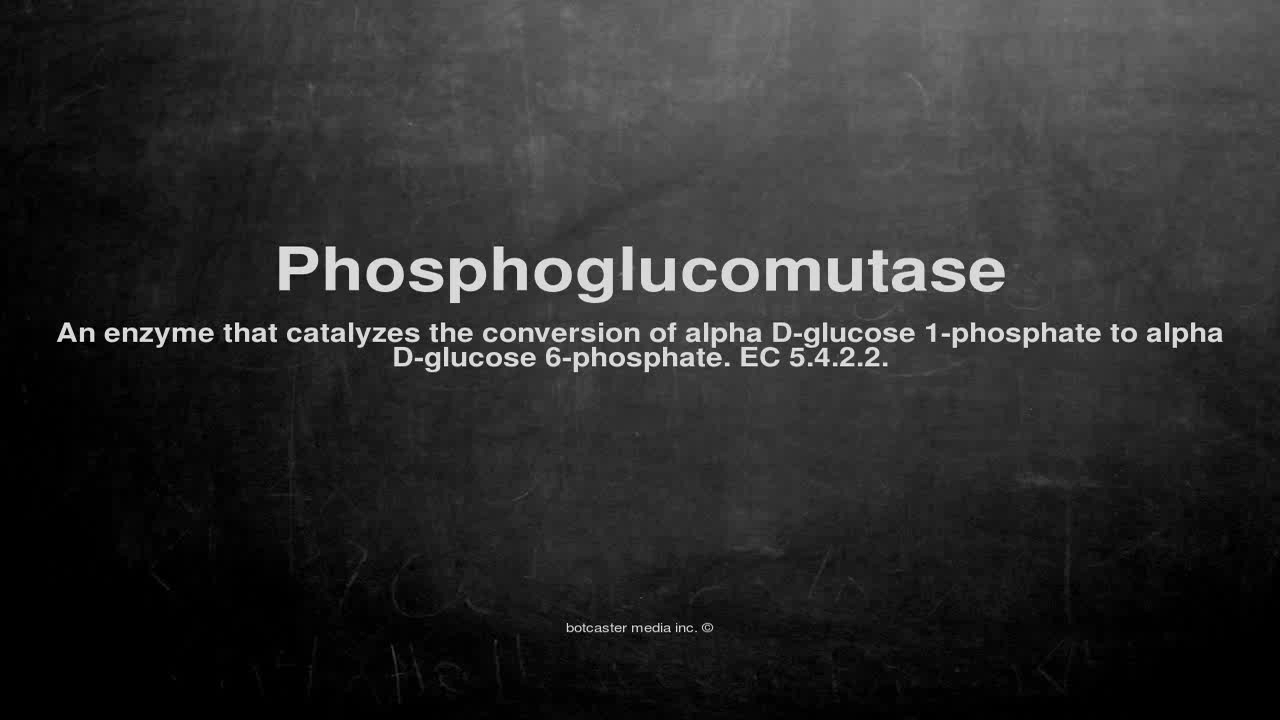 Phosphoglucomutase
An enzyme that catalyzes the conversion of alpha D-glucose 1-phosphate to alpha
D-glucose 6-phosphate. EC 5.4.2.2.
botcaster media inc. ©